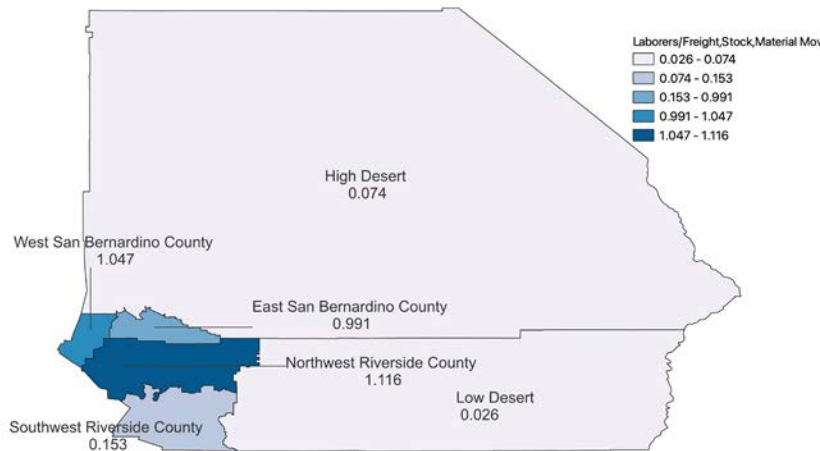 Laborers/Freight,Stock,Material Mov
0.026 - 0.074
0.074 - 0.153
0.153 - 0.991
0.991 - 1.047
1.047 - 1.116
High Desert
0.074
West San Bernardino County
1.047
East San Bernardino County
0.991
Northwest Riverside County
1.116
Low Desert
0.026
Southwest Riverside County
0.153